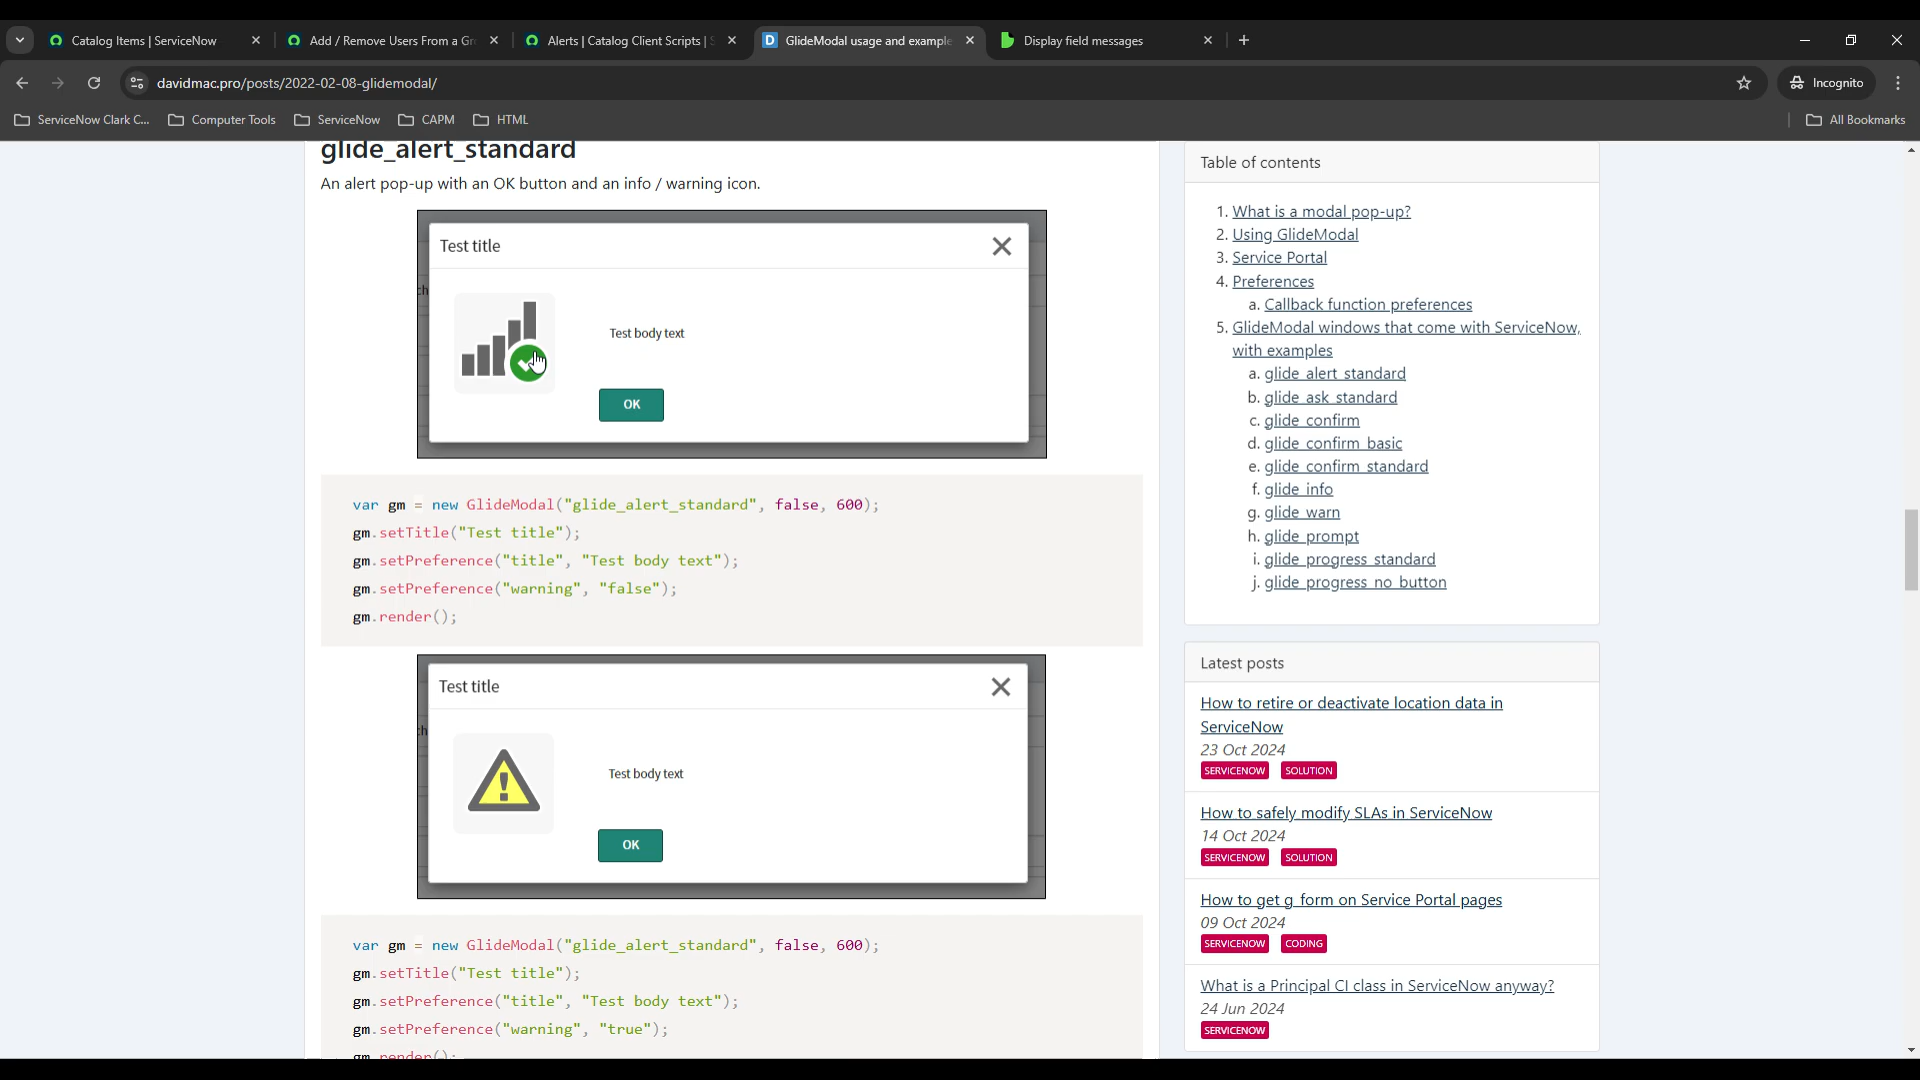 Catalog Items | ServiceNow
Add / Remove Users From a Gr
Alerts | Catalog Client Scripts |
D GlideModal usage and example
Display field messages
davidmac.pro/posts/2022-02-08-glidemodal/
Incognito
ServiceNow Clark C...
Computer Tools
ServiceNow
CAPM
HTML
All Bookmarks
glide_alert_standard
An alert pop-up with an OK button and an info / warning icon.
Test title
ch
Test body text
OK
var gm = new GlideModal("glide_alert_standard", false, 600);
gm.setTitle("Test title");
gm.setPreference("title", "Test body text");
gm.setPreference("warning", "false");
gm.render();
Test title
ch
Test body text
OK
var gm = new GlideModal("glide_alert_standard", false, 600);
gm.setTitle("Test title");
gm.setPreference("title", "Test body text");
gm.setPreference("warning", "true");
gm.render();
Table of contents
1. What is a modal pop-up?
2. Using GlideModal
3. Service Portal
4. Preferences
a. Callback function preferences
5. GlideModal windows that come with ServiceNow,
with examples
a. glide_alert_standard
b. glide_ask_standard
c. glide_confirm
d. glide_confirm_basic
e. glide_confirm_standard
f. glide_info
g. glide_warn
h. glide_prompt
i. glide_progress_standard
j. glide_progress_no_button
Latest posts
How to retire or deactivate location data in
ServiceNow
23 Oct 2024
SERVICENOW SOLUTION
How to safely modify SLAs in ServiceNow
14 Oct 2024
SERVICENOW SOLUTION
How to get g_form on Service Portal pages
09 Oct 2024
SERVICENOW CODING
What is a Principal CI class in ServiceNow anyway?
24 Jun 2024
SERVICENOW